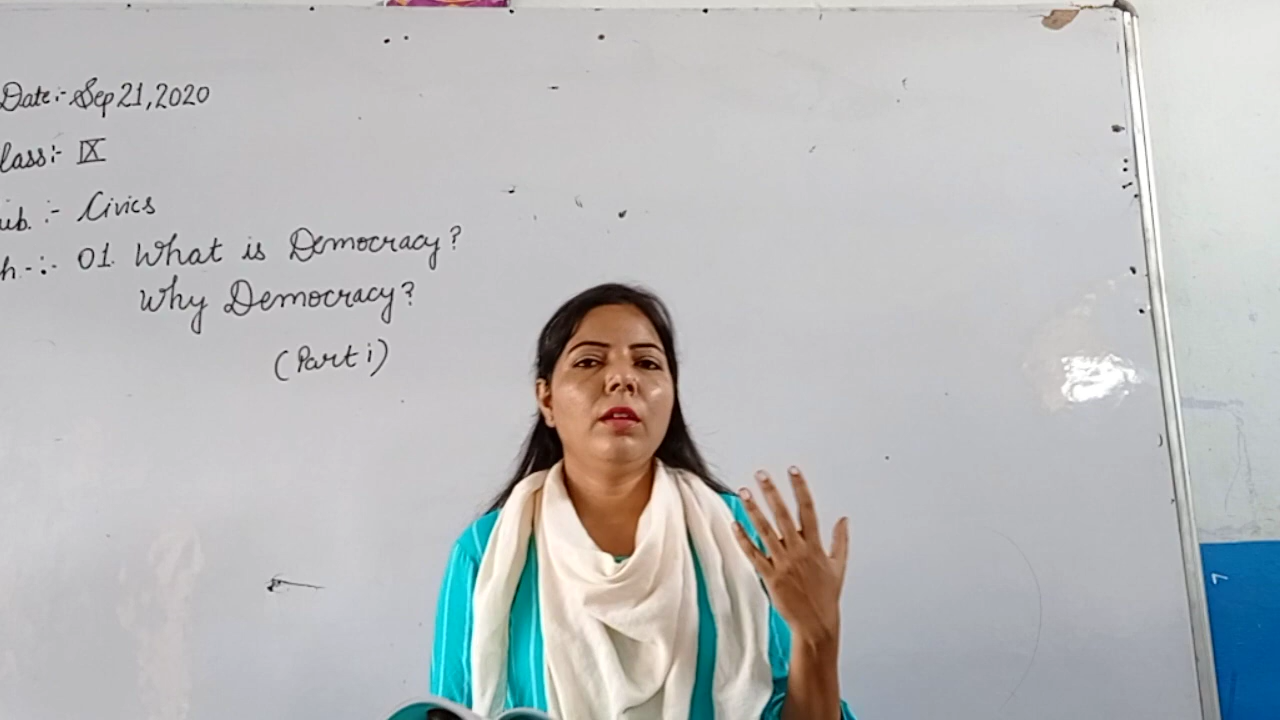 Date:- Sep 21, 2020
lass:- IX
ub. :- Civics
h.-:- 01. What is Democracy?
Why Democracy?
(Part i)